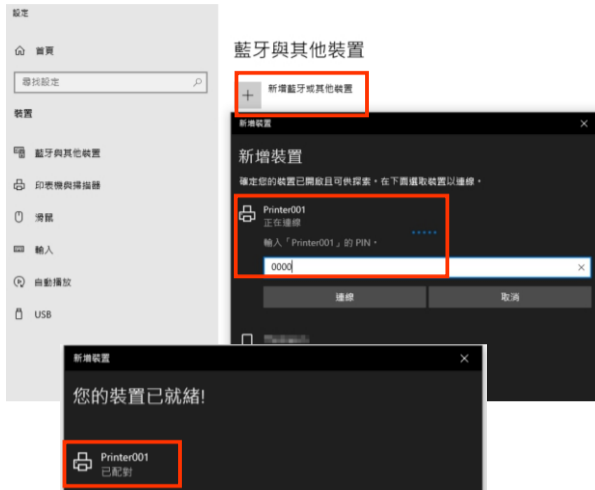 設定
首頁
尋找設定
裝置
藍牙與其他裝置
印表機與掃描器
滑鼠
輸入
自動播放
USB
藍牙與其他裝置
新增藍牙或其他裝置
新增裝置
新增裝置
確定您的裝置已開啟且可供探索。在下面選取裝置以連線。
Printer001
正在連線
輸入「Printer001」的 PIN。
0000
連線
取消
新增裝置
您的裝置已就緒!
Printer001
已配對